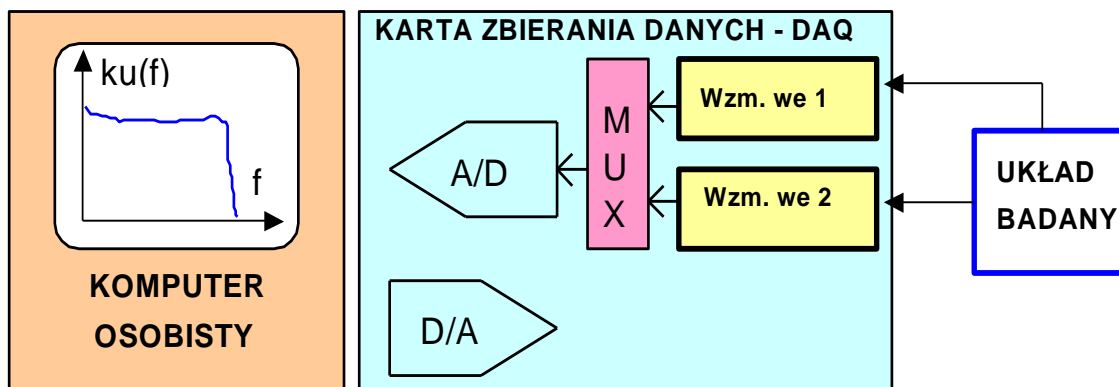 KARTA ZBIERANIA DANYCH - DAQ
ku(f)
f
KOMPUTER
OSOBISTY
A/D
D/A
M
U
X
Wzm. we 1
Wzm. we 2
UKŁAD
BADANY